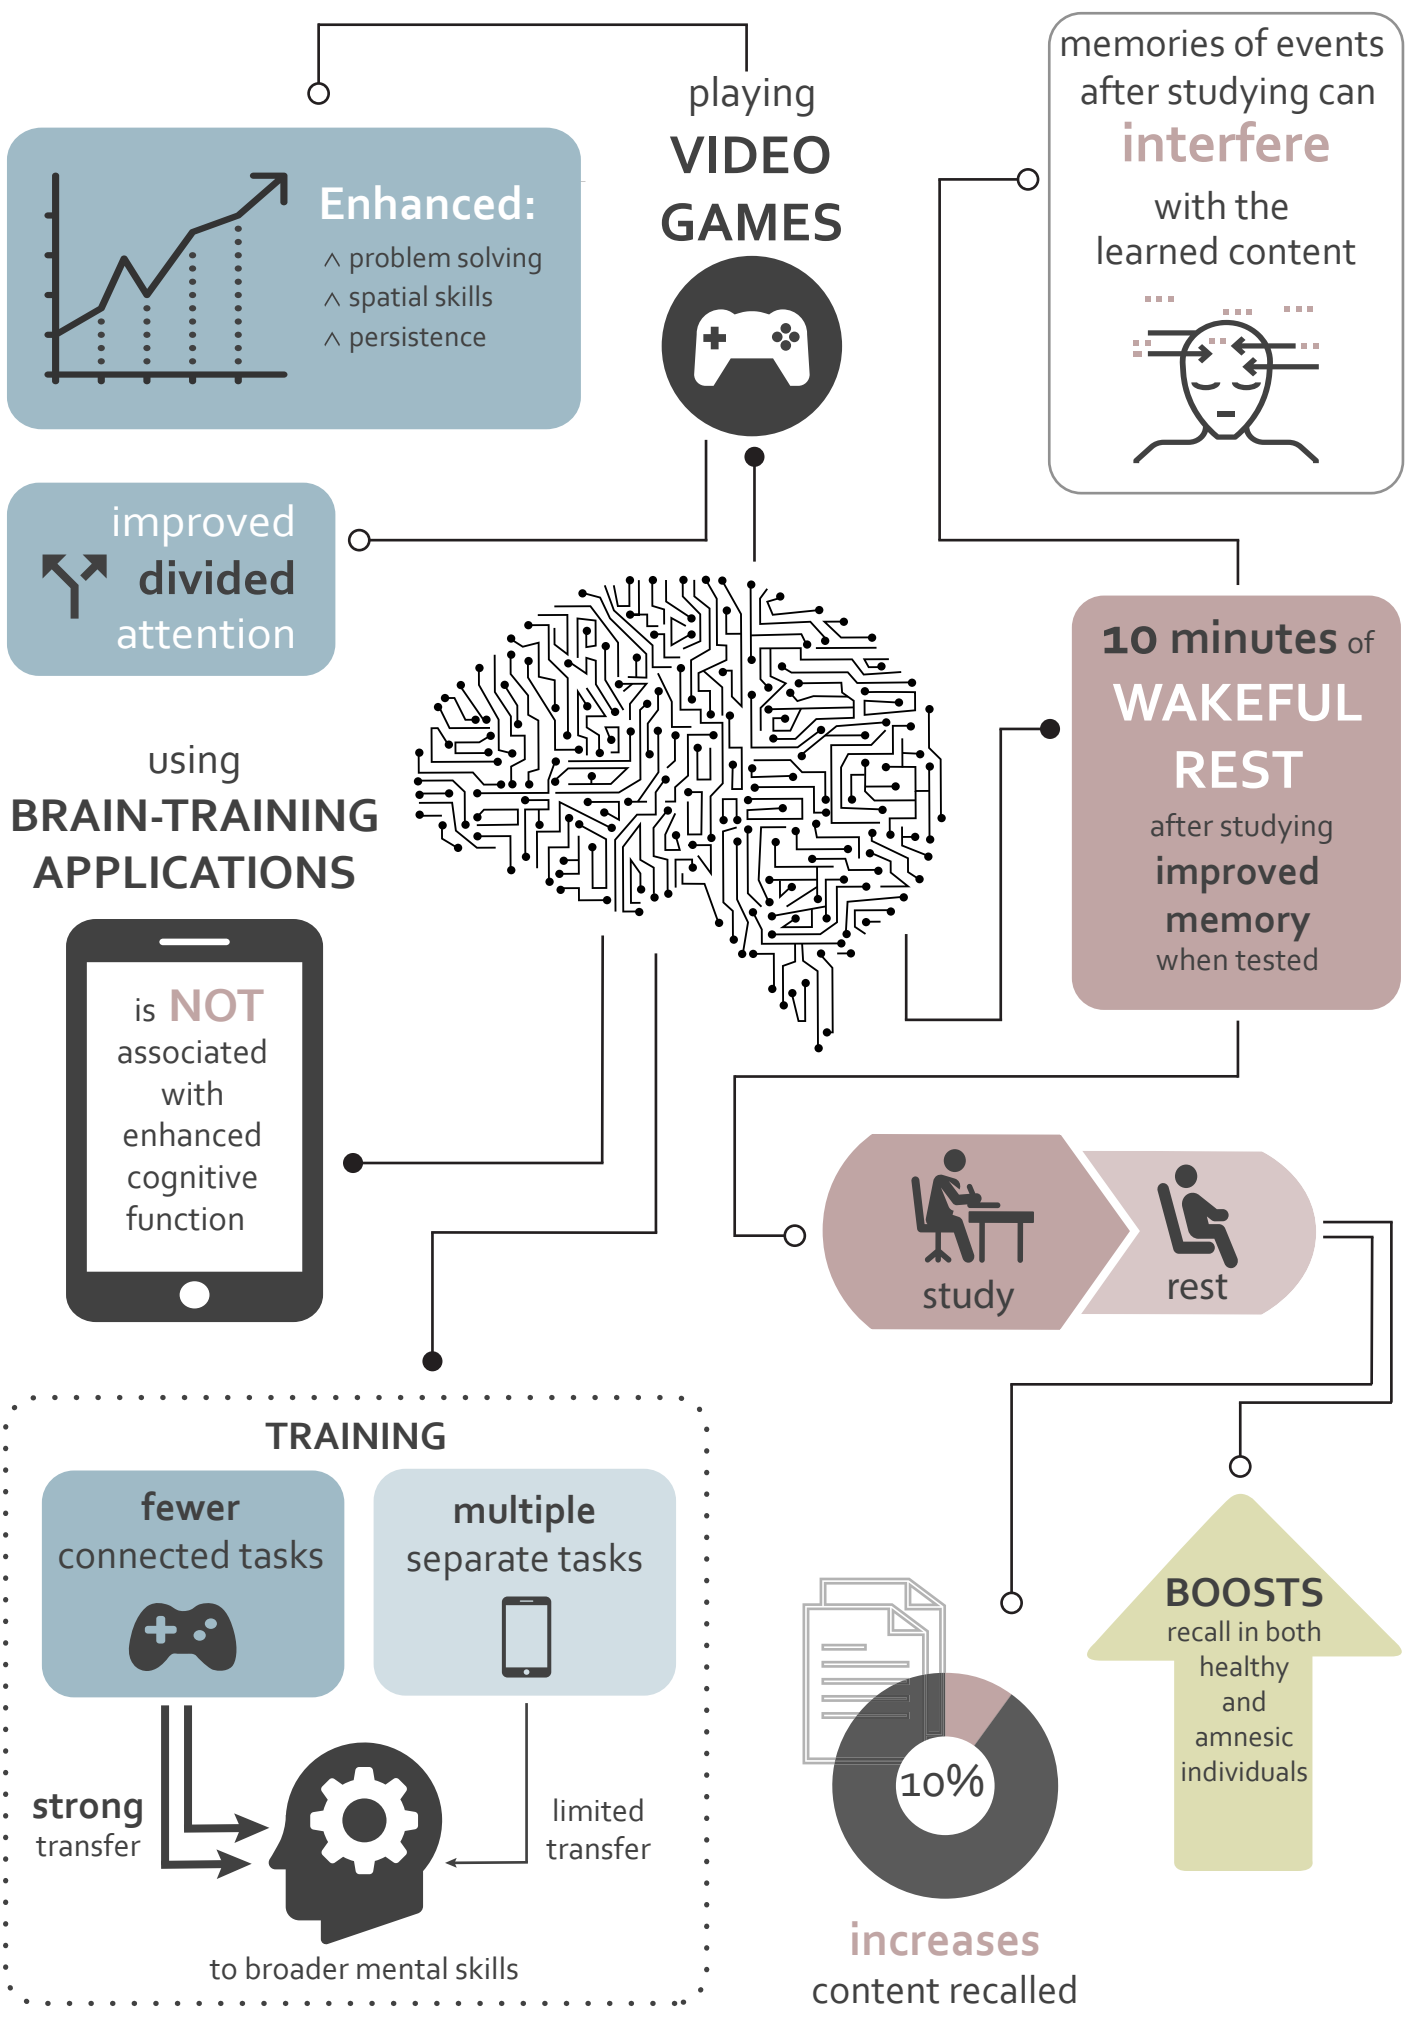 playing
VIDEO
GAMES
Enhanced:
^ problem solving
^ spatial skills
^ persistence
improved
divided
attention
memories of events
after studying can
interfere
with the
learned content
10 minutes of
WAKEFUL
REST
after studying
improved
memory
when tested
using
BRAIN-TRAINING
APPLICATIONS
is NOT
associated
with
enhanced
cognitive
function
study
rest
TRAINING
fewer
connected tasks
multiple
separate tasks
strong
transfer
limited
transfer
to broader mental skills
10%
increases
content recalled
BOOSTS
recall in both
healthy
and
amnesic
individuals